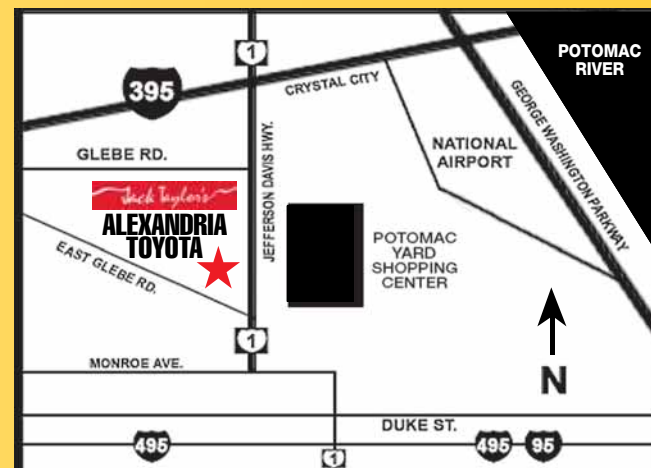 1
POTOMAC
RIVER
395
CRYSTAL CITY
GEORGE WASHINGTON PARKWAY
GLEBE RD.
JEFFERSON DAVIS HWY.
NATIONAL
AIRPORT
Jack Taylor's
ALEXANDRIA
TOYOTA
EAST GLEBE RD.
POTOMAC
YARD
SHOPPING
CENTER
1
MONROE AVE.
N
DUKE ST.
495
1
495
95